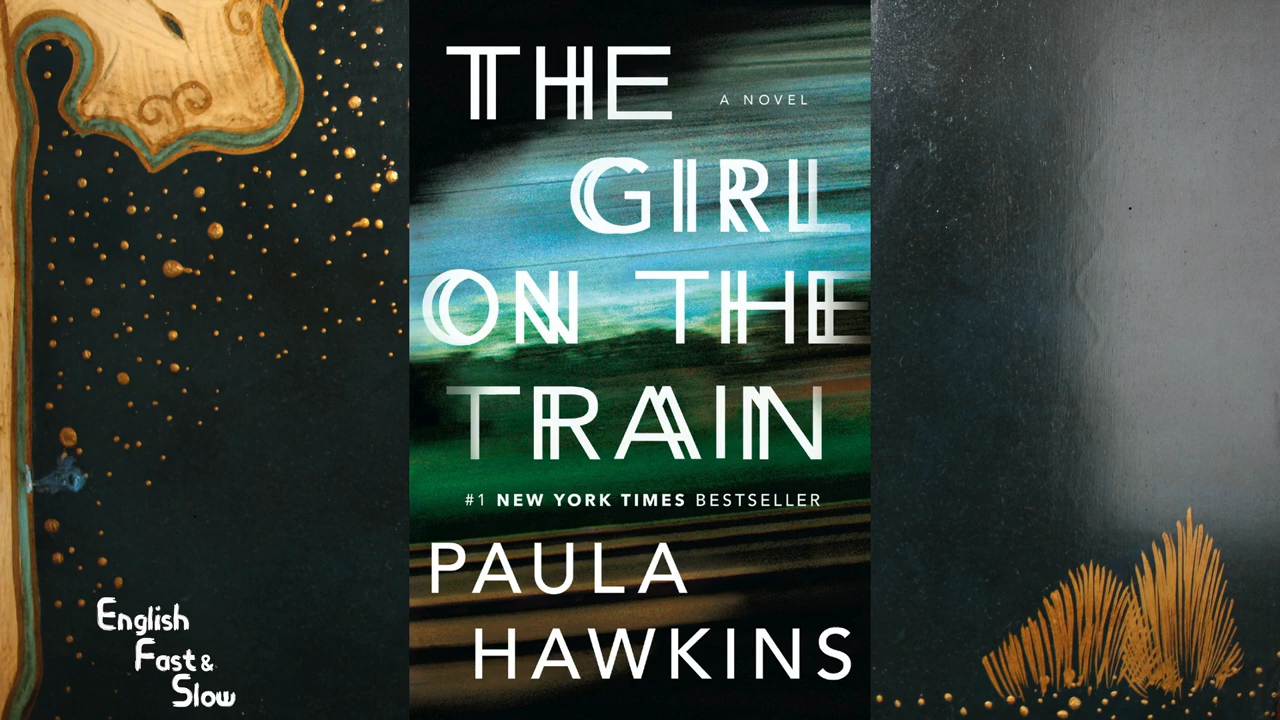 THE
A NOVEL
GIRL
ON THE
TRAIN
#1 NEW YORK TIMES BESTSELLER
PAULA
HAWKINS
English
Fast &
Slow